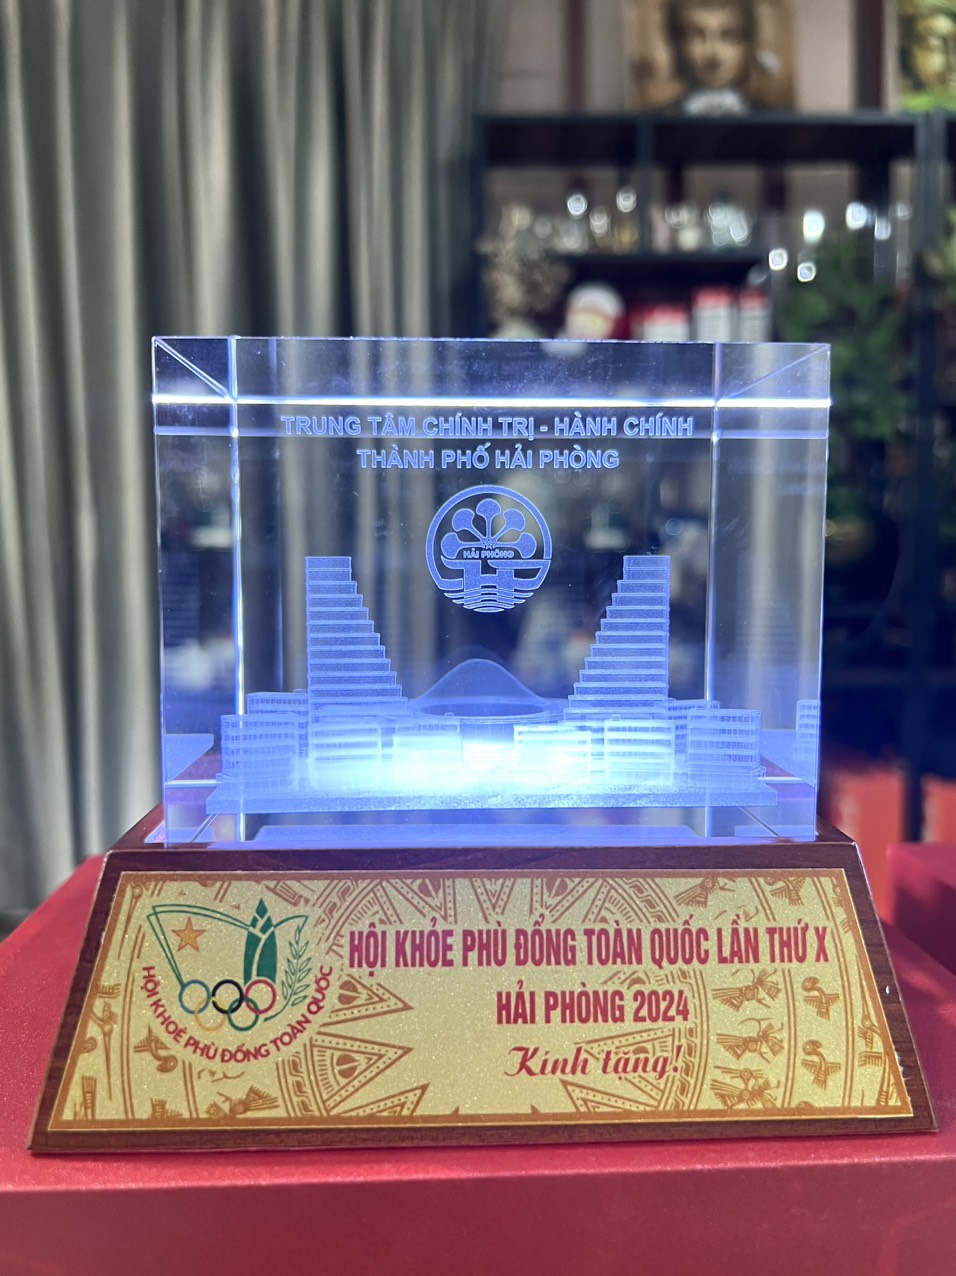 TRUNG TÂM CHÍNH TRỊ - HÀNH CHÍNH
THÀNH PHỐ HẢI PHÒNG
HẢI PHÒNG
HỘI KHỎE PHÙ ĐỔNG TOÀN QUỐC LẦN THỨ X
HẢI PHÒNG 2024
Kính tặng!
HỘI KHOẺ PHÙ ĐỔNG TOÀN QUỐC